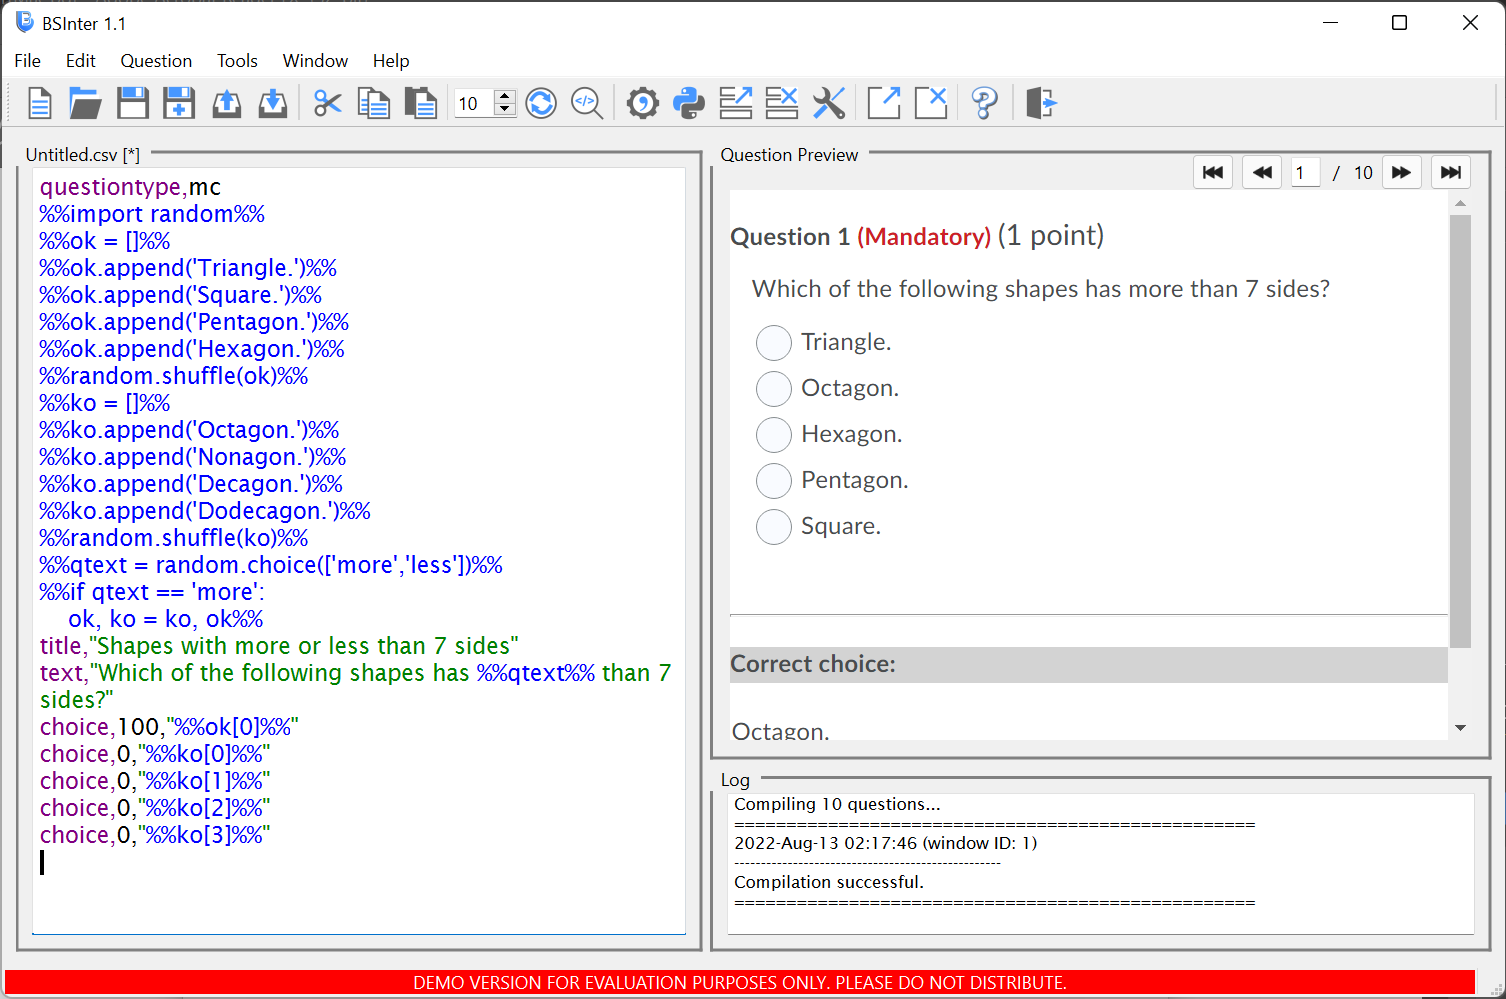 BSInter 1.1
File Edit Question Tools Window Help
10
Untitled.csv [*]
questiontype,mc
%%import random%%
%%ok = []%%
%%ok.append('Triangle.')%%
%%ok.append('Square.')%%
%%ok.append('Pentagon.')%%
%%ok.append('Hexagon.')%%
%%random.shuffle(ok)%%
%%ko = []%%
%%ko.append('Octagon.')%%
%%ko.append('Nonagon.')%%
%%ko.append('Decagon.')%%
%%ko.append('Dodecagon.')%%
%%random.shuffle(ko)%%
%%qtext = random.choice(['more','less'])%%
%%if qtext == 'more':
    ok, ko = ko, ok%%
title,"Shapes with more or less than 7 sides"
text,"Which of the following shapes has %%qtext%% than 7
sides?"
choice,100,"%%ok[0]%%"
choice,0,"%%ko[0]%%"
choice,0,"%%ko[1]%%"
choice,0,"%%ko[2]%%"
choice,0,"%%ko[3]%%"
Question Preview
1 / 10
Question 1 (Mandatory) (1 point)
Which of the following shapes has more than 7 sides?
Triangle.
Octagon.
Hexagon.
Pentagon.
Square.
Correct choice:
Octagon.
Log
Compiling 10 questions...
==================================================
2022-Aug-13 02:17:46 (window ID: 1)
--------------------------------------------------
Compilation successful.
==================================================
DEMO VERSION FOR EVALUATION PURPOSES ONLY. PLEASE DO NOT DISTRIBUTE.